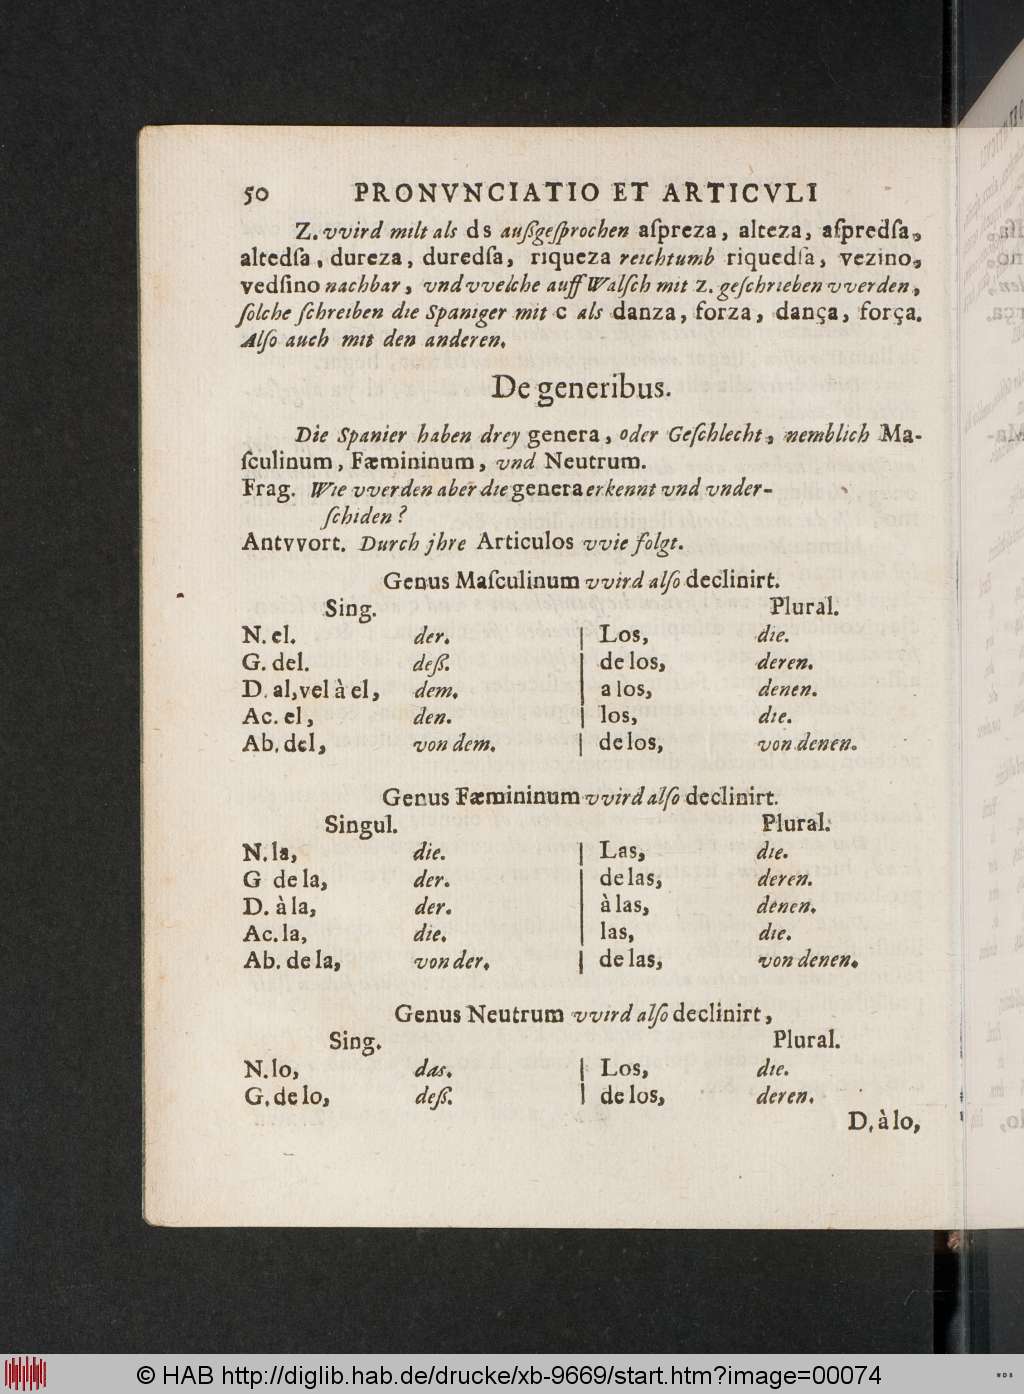 50 PRONVNCIATIO ET ARTICVLI
Z. vvird milt als ds außgeſprochen aſpreza, alteza, aſpredſa,
altedſa, dureza, duredſa, riqueza reichtumb riquedſa, vezino,
vedſino nachbar, vnd vvelche auff Walſch mit z. geſchrieben vverden,
ſolche ſchreiben die Spaniger mit c als danza, forza, dança, força.
Alſo auch mit den anderen.
De generibus.
Die Spanier haben drey genera, oder Geſchlecht, nemblich Ma-
ſculinum, Fæmininum, vnd Neutrum.
Frag. Wie vverden aber die genera erkennt vnd vnder-
ſchiden?
Antvvort. Durch jhre Articulos vvie folgt.
Genus Maſculinum vvird alſo declinirt.
Sing. Plural.
N. el. der. | Los, die.
G. del. deß. | de los, deren.
D. al, vel à el, dem. | a los, denen.
Ac. el, den. | los, die.
Ab. del, von dem. | de los, von denen.
Genus Fæmininum vvird alſo declinirt.
Singul. Plural.
N. la, die. | Las, die.
G de la, der. | de las, deren.
D. à la, der. | à las, denen.
Ac. la, die. | las, die.
Ab. de la, von der. | de las, von denen.
Genus Neutrum vvird alſo declinirt,
Sing. Plural.
N. lo, das. | Los, die.
G. de lo, deß. | de los, deren.
D. à lo,
© HAB http://diglib.hab.de/drucke/xb-9669/start.htm?image=00074